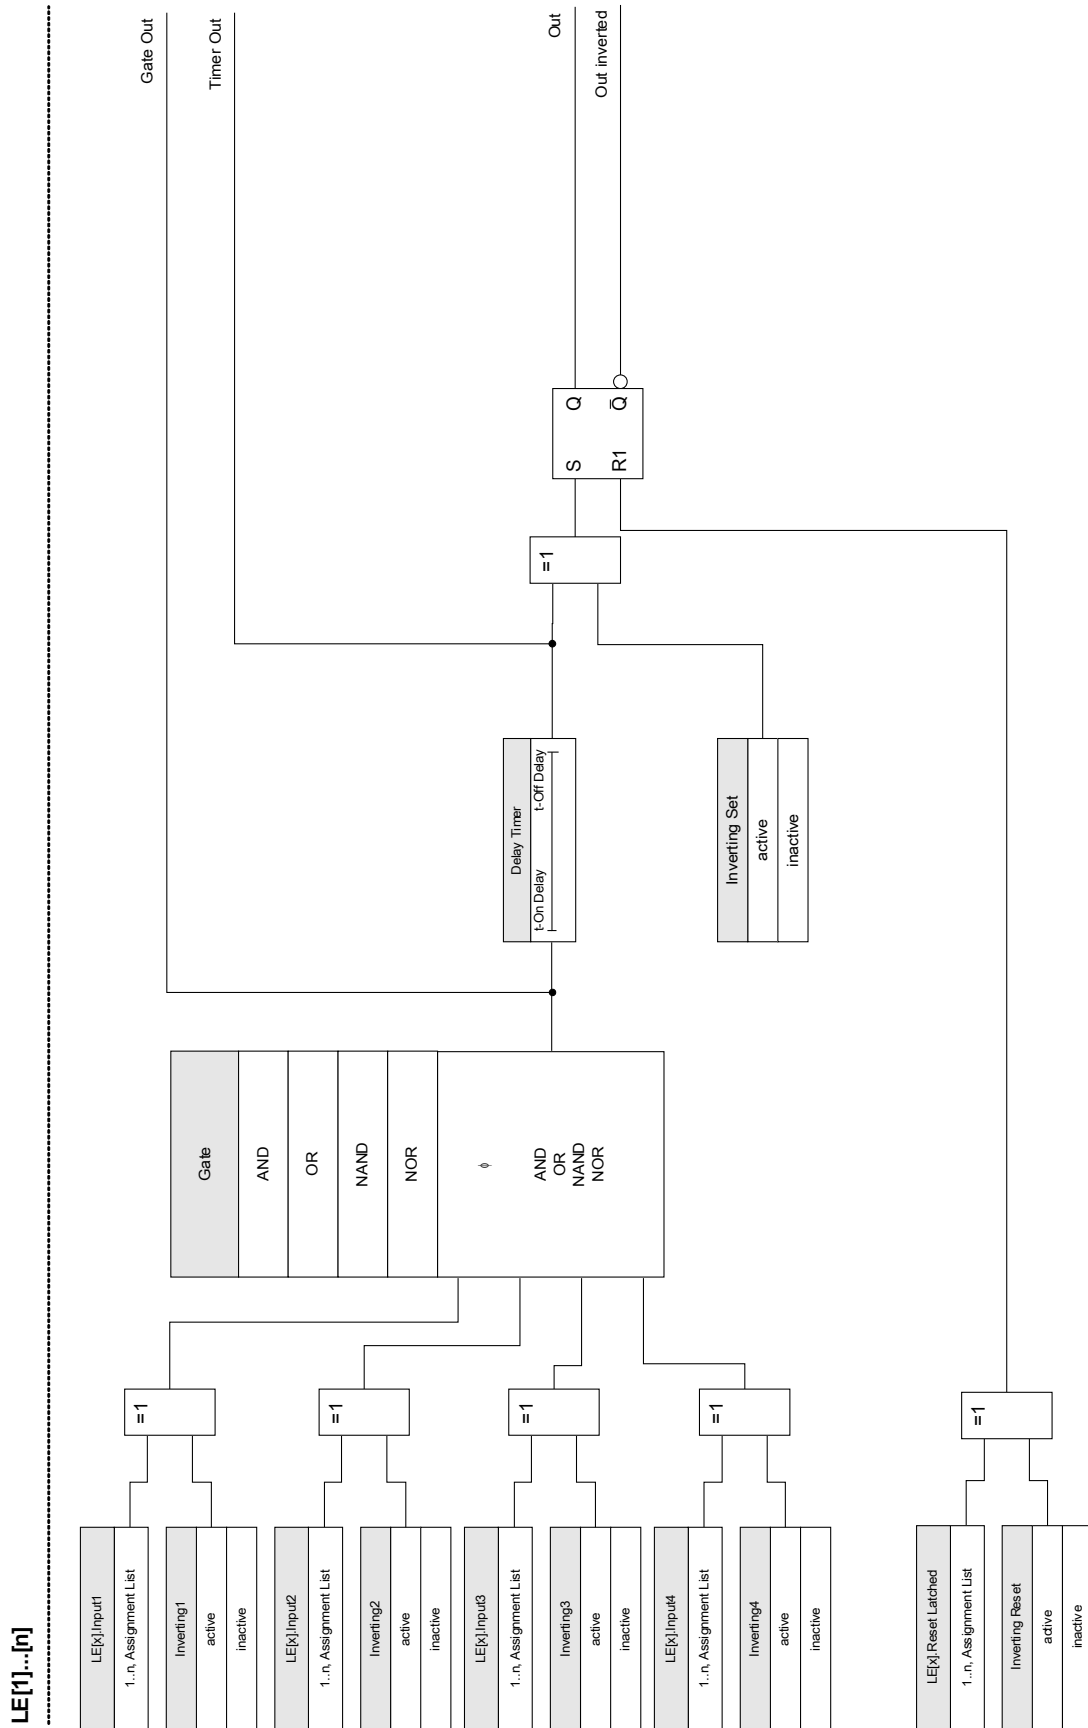 LE[1]...[n]
LE[x].Input1
1..n, Assignment List
Inverting1
active
inactive
=1
LE[x].Input2
1..n, Assignment List
Inverting2
active
inactive
=1
LE[x].Input3
1..n, Assignment List
Inverting3
active
inactive
=1
LE[x].Input4
1..n, Assignment List
Inverting4
active
inactive
=1
Gate
AND
OR
NAND
NOR
ϕ
AND
OR
NAND
NOR
Delay Timer
t-On Delay
t-Off Delay
Inverting Set
active
inactive
=1
S
Q
R1
Q̅
Gate Out
Timer Out
Out
Out inverted
LE[x].Reset Latched
1..n, Assignment List
Inverting Reset
active
inactive
=1